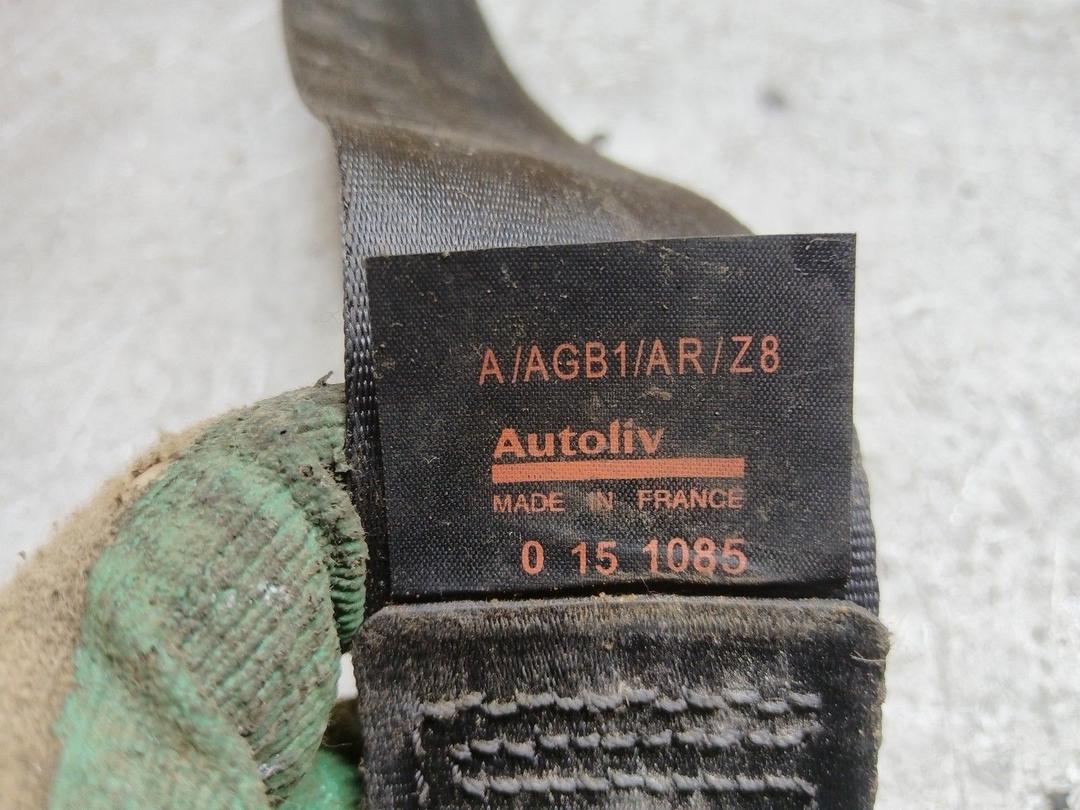 A/AGB1/AR/Z8
Autoliv
MADE IN FRANCE
0 15 1085